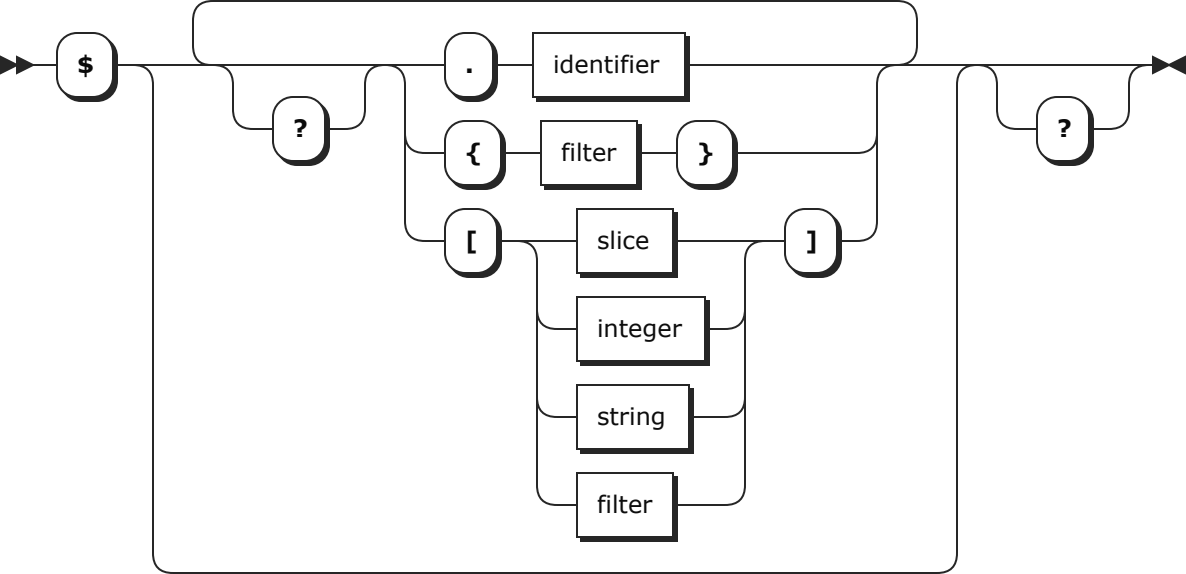 $ . identifier
? ?
{ filter }
[ slice ]
integer
string
filter